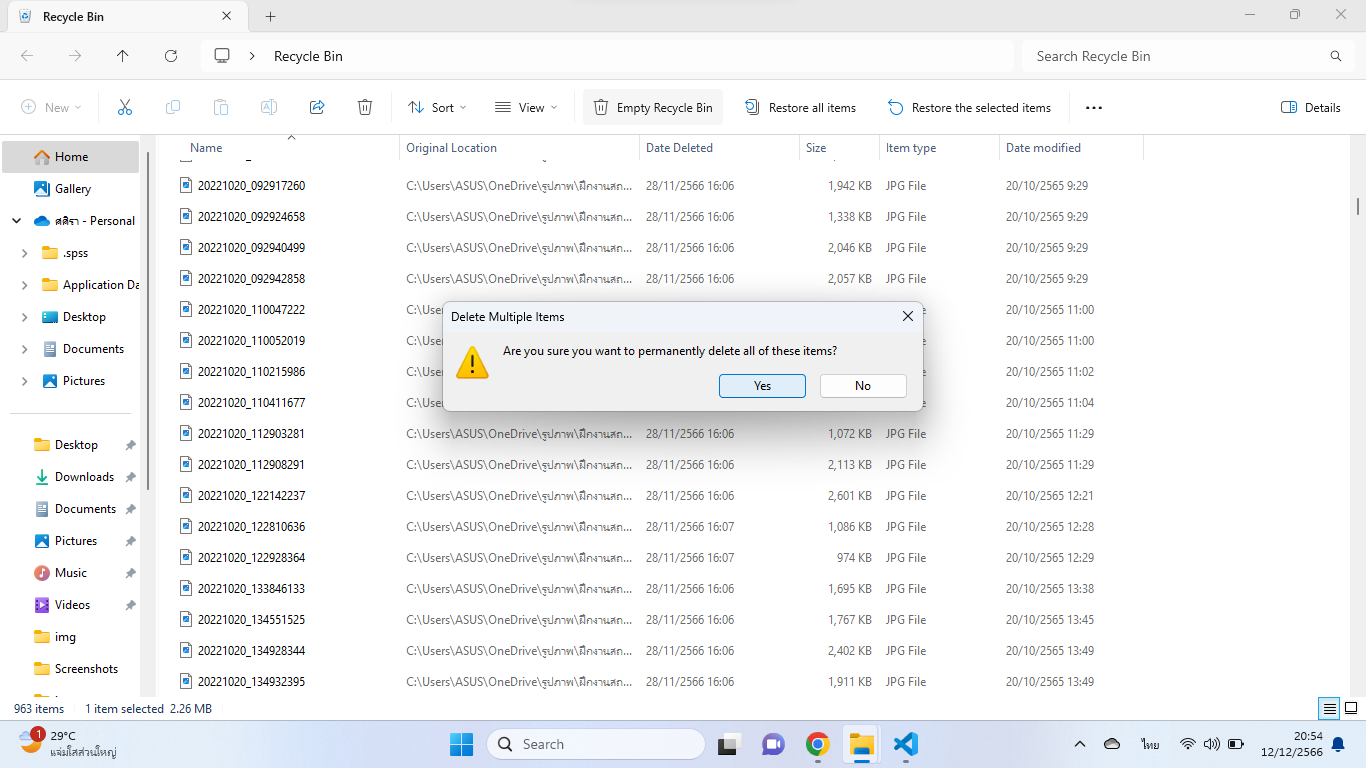 Recycle Bin
Recycle Bin
Search Recycle Bin
New
Sort
View
Empty Recycle Bin
Restore all items
Restore the selected items
Details
Name Original Location Date Deleted Size Item type Date modified
20221020_092917260 C:\Users\ASUS\OneDrive\รูปภาพ\ฝึกงานสถ... 28/11/2566 16:06 1,942 KB JPG File 20/10/2565 9:29
20221020_092924658 C:\Users\ASUS\OneDrive\รูปภาพ\ฝึกงานสถ... 28/11/2566 16:06 1,338 KB JPG File 20/10/2565 9:29
20221020_092940499 C:\Users\ASUS\OneDrive\รูปภาพ\ฝึกงานสถ... 28/11/2566 16:06 2,046 KB JPG File 20/10/2565 9:29
20221020_092942858 C:\Users\ASUS\OneDrive\รูปภาพ\ฝึกงานสถ... 28/11/2566 16:06 2,057 KB JPG File 20/10/2565 9:29
20221020_110047222 20/10/2565 11:00
20221020_110052019 20/10/2565 11:00
20221020_110215986 20/10/2565 11:02
20221020_110411677 20/10/2565 11:04
20221020_112903281 C:\Users\ASUS\OneDrive\รูปภาพ\ฝึกงานสถ... 28/11/2566 16:06 1,072 KB JPG File 20/10/2565 11:29
20221020_112908291 C:\Users\ASUS\OneDrive\รูปภาพ\ฝึกงานสถ... 28/11/2566 16:06 2,113 KB JPG File 20/10/2565 11:29
20221020_122142237 C:\Users\ASUS\OneDrive\รูปภาพ\ฝึกงานสถ... 28/11/2566 16:06 2,601 KB JPG File 20/10/2565 12:21
20221020_122810636 C:\Users\ASUS\OneDrive\รูปภาพ\ฝึกงานสถ... 28/11/2566 16:07 1,086 KB JPG File 20/10/2565 12:28
20221020_122928364 C:\Users\ASUS\OneDrive\รูปภาพ\ฝึกงานสถ... 28/11/2566 16:07 974 KB JPG File 20/10/2565 12:29
20221020_133846133 C:\Users\ASUS\OneDrive\รูปภาพ\ฝึกงานสถ... 28/11/2566 16:06 1,695 KB JPG File 20/10/2565 13:38
20221020_134551525 C:\Users\ASUS\OneDrive\รูปภาพ\ฝึกงานสถ... 28/11/2566 16:06 1,767 KB JPG File 20/10/2565 13:45
20221020_134928344 C:\Users\ASUS\OneDrive\รูปภาพ\ฝึกงานสถ... 28/11/2566 16:06 2,402 KB JPG File 20/10/2565 13:49
20221020_134932395 C:\Users\ASUS\OneDrive\รูปภาพ\ฝึกงานสถ... 28/11/2566 16:06 1,911 KB JPG File 20/10/2565 13:49
Home
Gallery
ศศิรา - Personal
.spss
Application Da
Desktop
Documents
Pictures
Desktop
Downloads
Documents
Pictures
Music
Videos
img
Screenshots
Delete Multiple Items
Are you sure you want to permanently delete all of these items?
Yes
No
963 items 1 item selected 2.26 MB
1
29°C
แจ่มใสส่วนใหญ่
Search
ไทย
20:54
12/12/2566